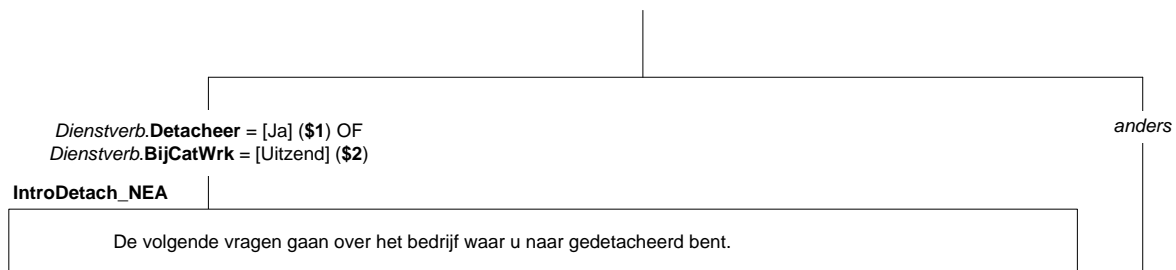 Dienstverb.Detacheer = [Ja] ($1) OF
Dienstverb.BijCatWrk = [Uitzend] ($2)
anders
IntroDetach_NEA
De volgende vragen gaan over het bedrijf waar u naar gedetacheerd bent.